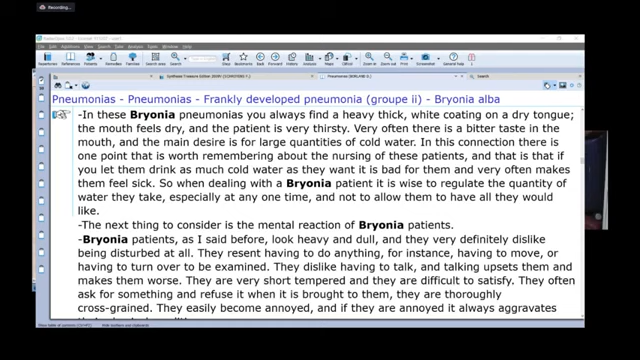 Recording...
File Edit
Search
Pneumonias - Pneumonias - Frankly developed pneumonia (groupe ii) - Bryonia alba
-In these Bryonia pneumonias you always find a heavy thick, white coating on a dry tongue;
the mouth feels dry, and the patient is very thirsty. Very often there is a bitter taste in the
mouth, and the main desire is for large quantities of cold water. In this connection there is
one point that is worth remembering about the nursing of these patients, and that is that if
you let them drink as much cold water as they want it is bad for them and very often makes
them feel sick. So when dealing with a Bryonia patient it is wise to regulate the quantity of
water they take, especially at any one time, and not to allow them to have all they would
like.
-The next thing to consider is the mental reaction of Bryonia patients.
-Bryonia patients, as I said before, look heavy and dull, and they very definitely dislike
being disturbed at all. They resent having to do anything, for instance, having to move, or
having to turn over to be examined. They dislike having to talk, and talking upsets them and
makes them worse. They are very short tempered and they are difficult to satisfy. They often
ask for something and refuse it when it is brought to them, they are thoroughly
cross-grained. They easily become annoyed, and if they are annoyed it always aggravates